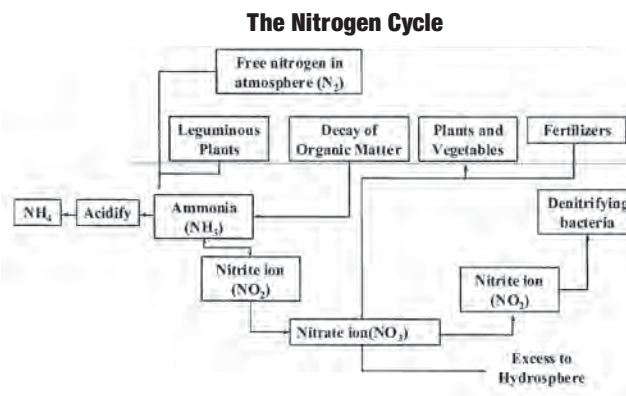 The Nitrogen Cycle
Free nitrogen in
atmosphere (N₂)
Leguminous
Plants
Decay of
Organic Matter
Plants and
Vegetables
Fertilizers
NH₄
Acidify
Ammonia
(NH₃)
Denitrifying
bacteria
Nitrite ion
(NO₂)
Nitrite ion
(NO₂)
Nitrate ion(NO₃)
Excess to
Hydrosphere